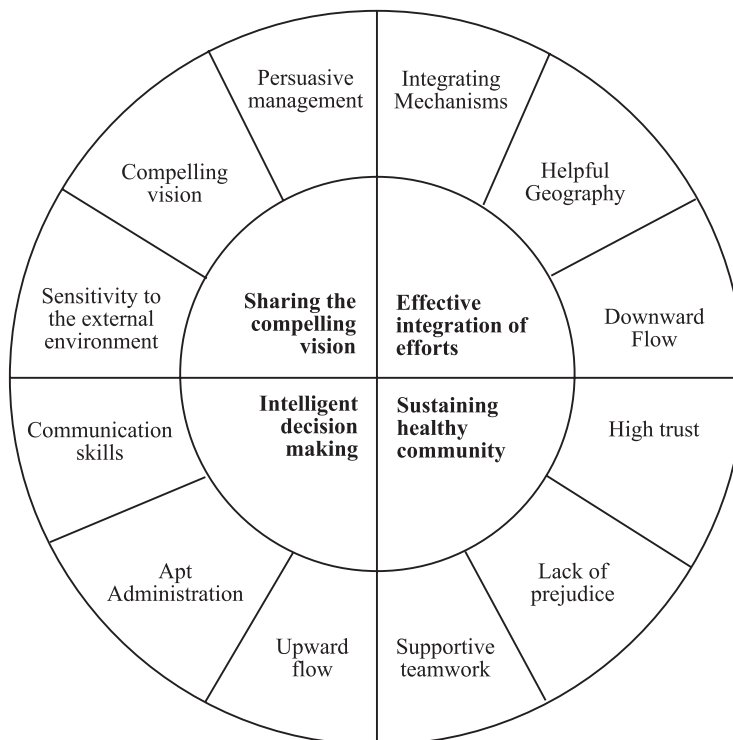 Persuasive
management
Integrating
Mechanisms
Compelling
vision
Helpful
Geography
Sensitivity to
the external
environment
Sharing the
compelling
vision
Effective
integration of
efforts
Downward
Flow
Communication
skills
Intelligent
decision
making
Sustaining
healthy
community
High trust
Apt
Administration
Lack of
prejudice
Upward
flow
Supportive
teamwork